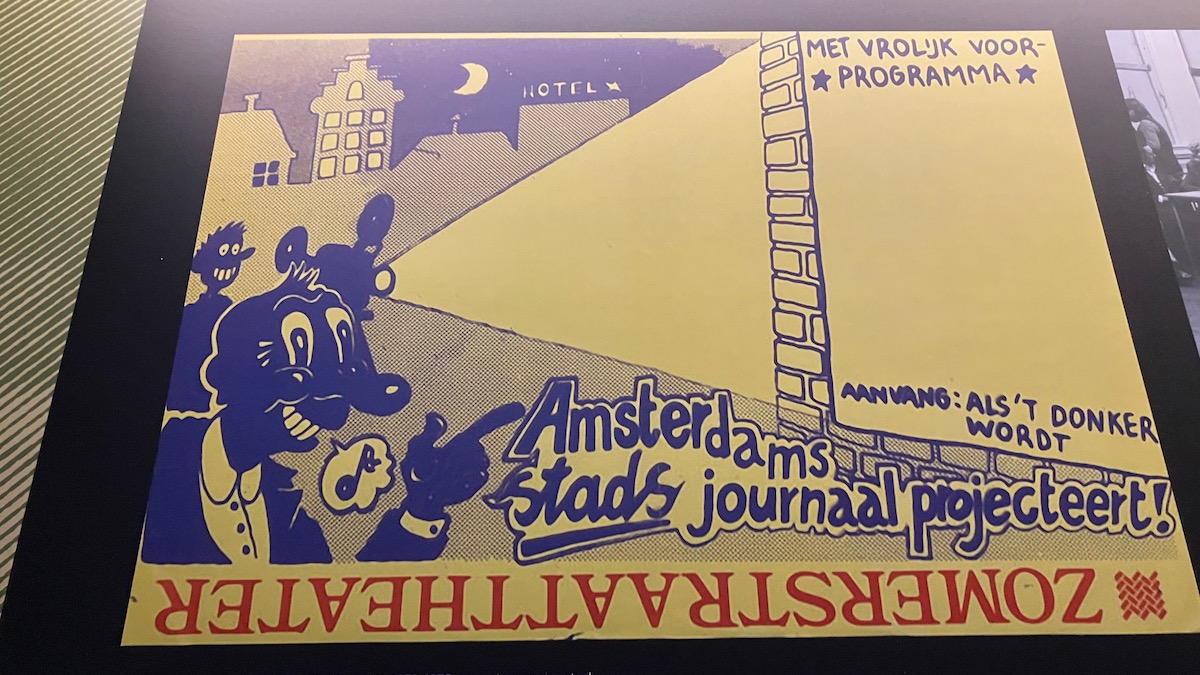 HOTEL
MET VROLIJK VOOR-
PROGRAMMA
AANVANG: ALS'T DONKER
WORDT
Amsterdams
stads journaal projecteert!
ZOMERSTRAATTHEATER